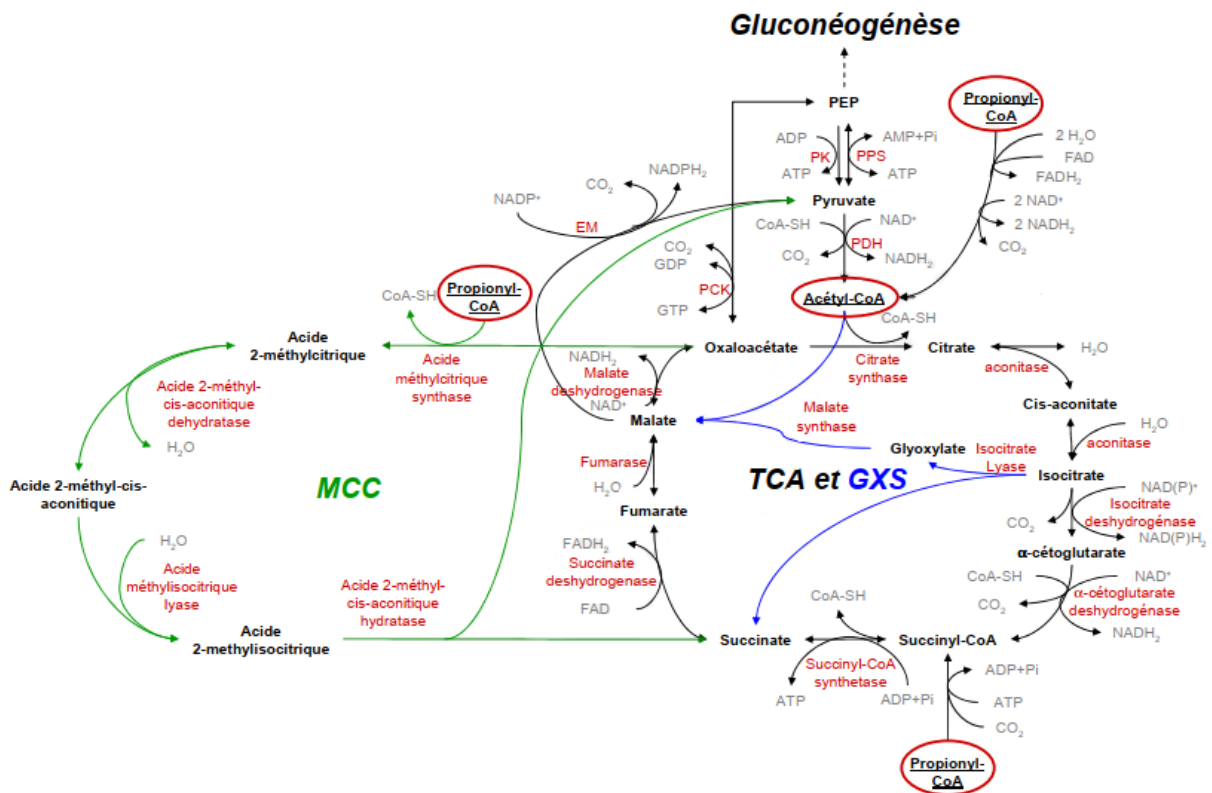 Gluconéogénèse
PEP
Propionyl-
CoA
ADP
AMP+Pi
2 H2O
PK
PPS
FAD
ATP
ATP
FADH2
NADPH2
CO2
NADP+
Pyruvate
2 NAD+
EM
CoA-SH
NAD+
2 NADH2
PDH
CO2
CO2
CO2
NADH2
GDP
CoA-SH
Propionyl-
CoA
PCK
Acétyl-CoA
GTP
CoA-SH
Acide
2-méthylcitrique
Oxaloacétate
Citrate
H2O
Acide
méthylcitrique
synthase
NADH2
Malate
deshydrogenase
Citrate
synthase
aconitase
Acide 2-méthyl-
cis-aconitique
dehydratase
NAD+
Malate
Malate
synthase
Cis-aconitate
H2O
H2O
aconitase
Glyoxylate
Isocitrate
Lyase
Fumarase
Isocitrate
Acide 2-méthyl-cis-
aconitique
MCC
TCA et GXS
H2O
NAD(P)+
Fumarate
Isocitrate
deshydrogénase
CO2
NAD(P)H2
H2O
FADH2
α-cétoglutarate
Acide
méthylisocitrique
lyase
Succinate
deshydrogenase
CoA-SH
NAD+
Acide 2-méthyl-
cis-aconitique
hydratase
FAD
CoA-SH
CO2
α-cétoglutarate
deshydrogénase
NADH2
Acide
2-methylisocitrique
Succinate
Succinyl-CoA
Succinyl-CoA
synthetase
ADP+Pi
ATP
ADP+Pi
ATP
CO2
Propionyl-
CoA